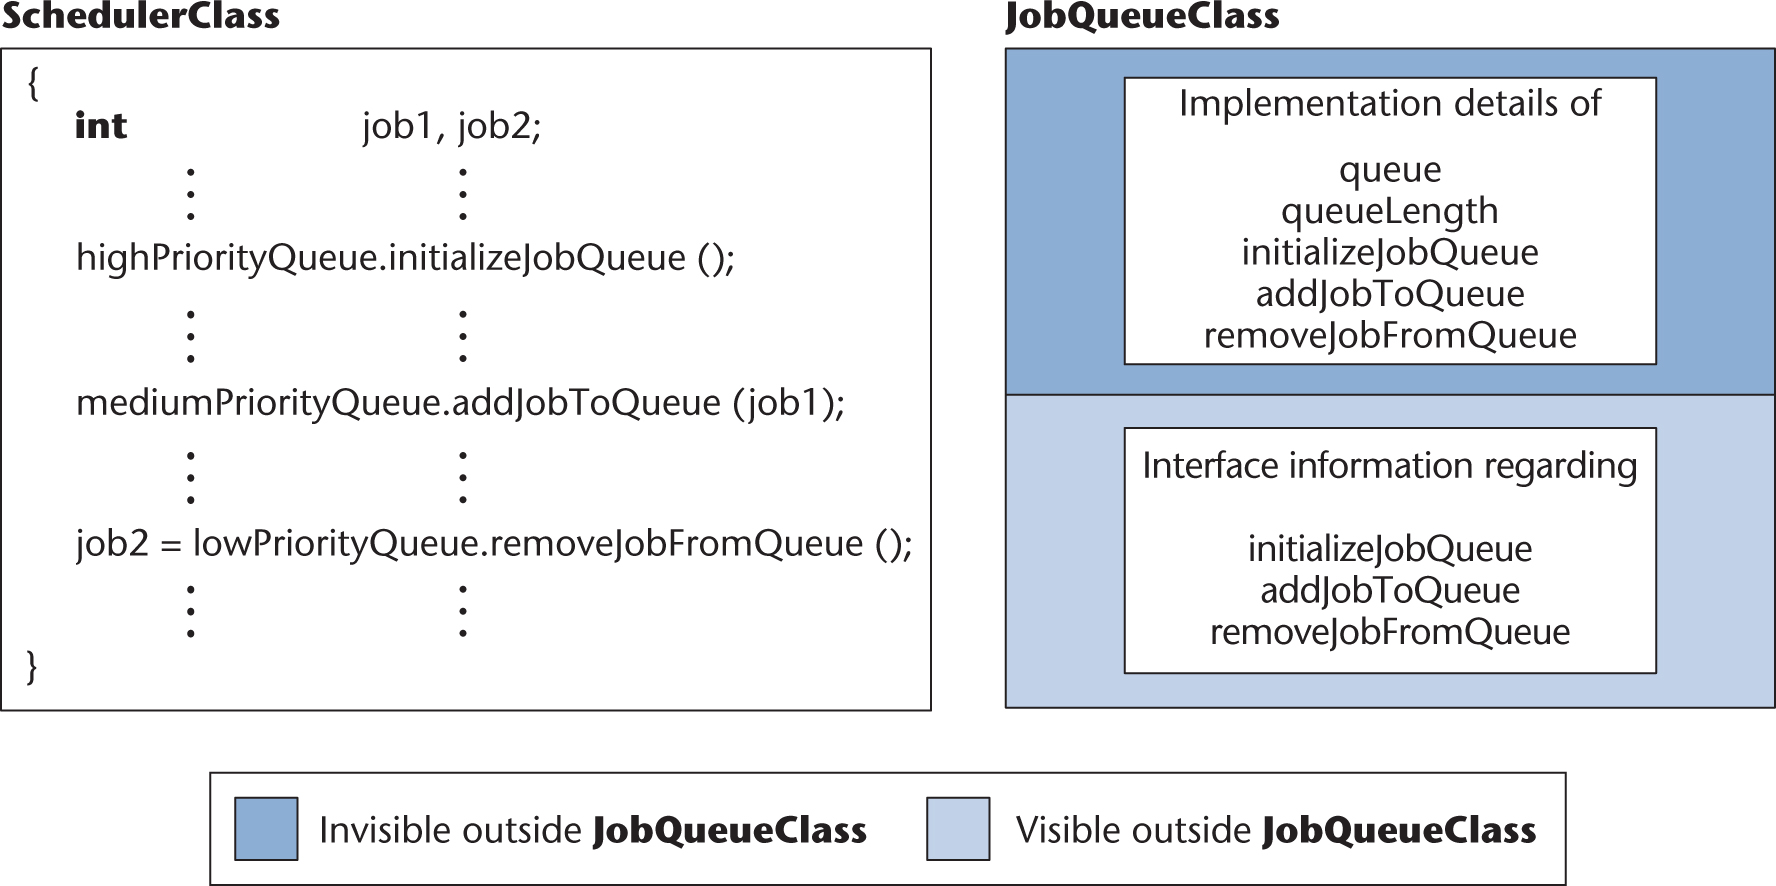 SchedulerClass
{
int job1, job2;
highPriorityQueue.initializeJobQueue ();
mediumPriorityQueue.addJobToQueue (job1);
job2 = lowPriorityQueue.removeJobFromQueue ();
}
JobQueueClass
Implementation details of
queue
queueLength
initializeJobQueue
addJobToQueue
removeJobFromQueue
Interface information regarding
initializeJobQueue
addJobToQueue
removeJobFromQueue
Invisible outside JobQueueClass
Visible outside JobQueueClass